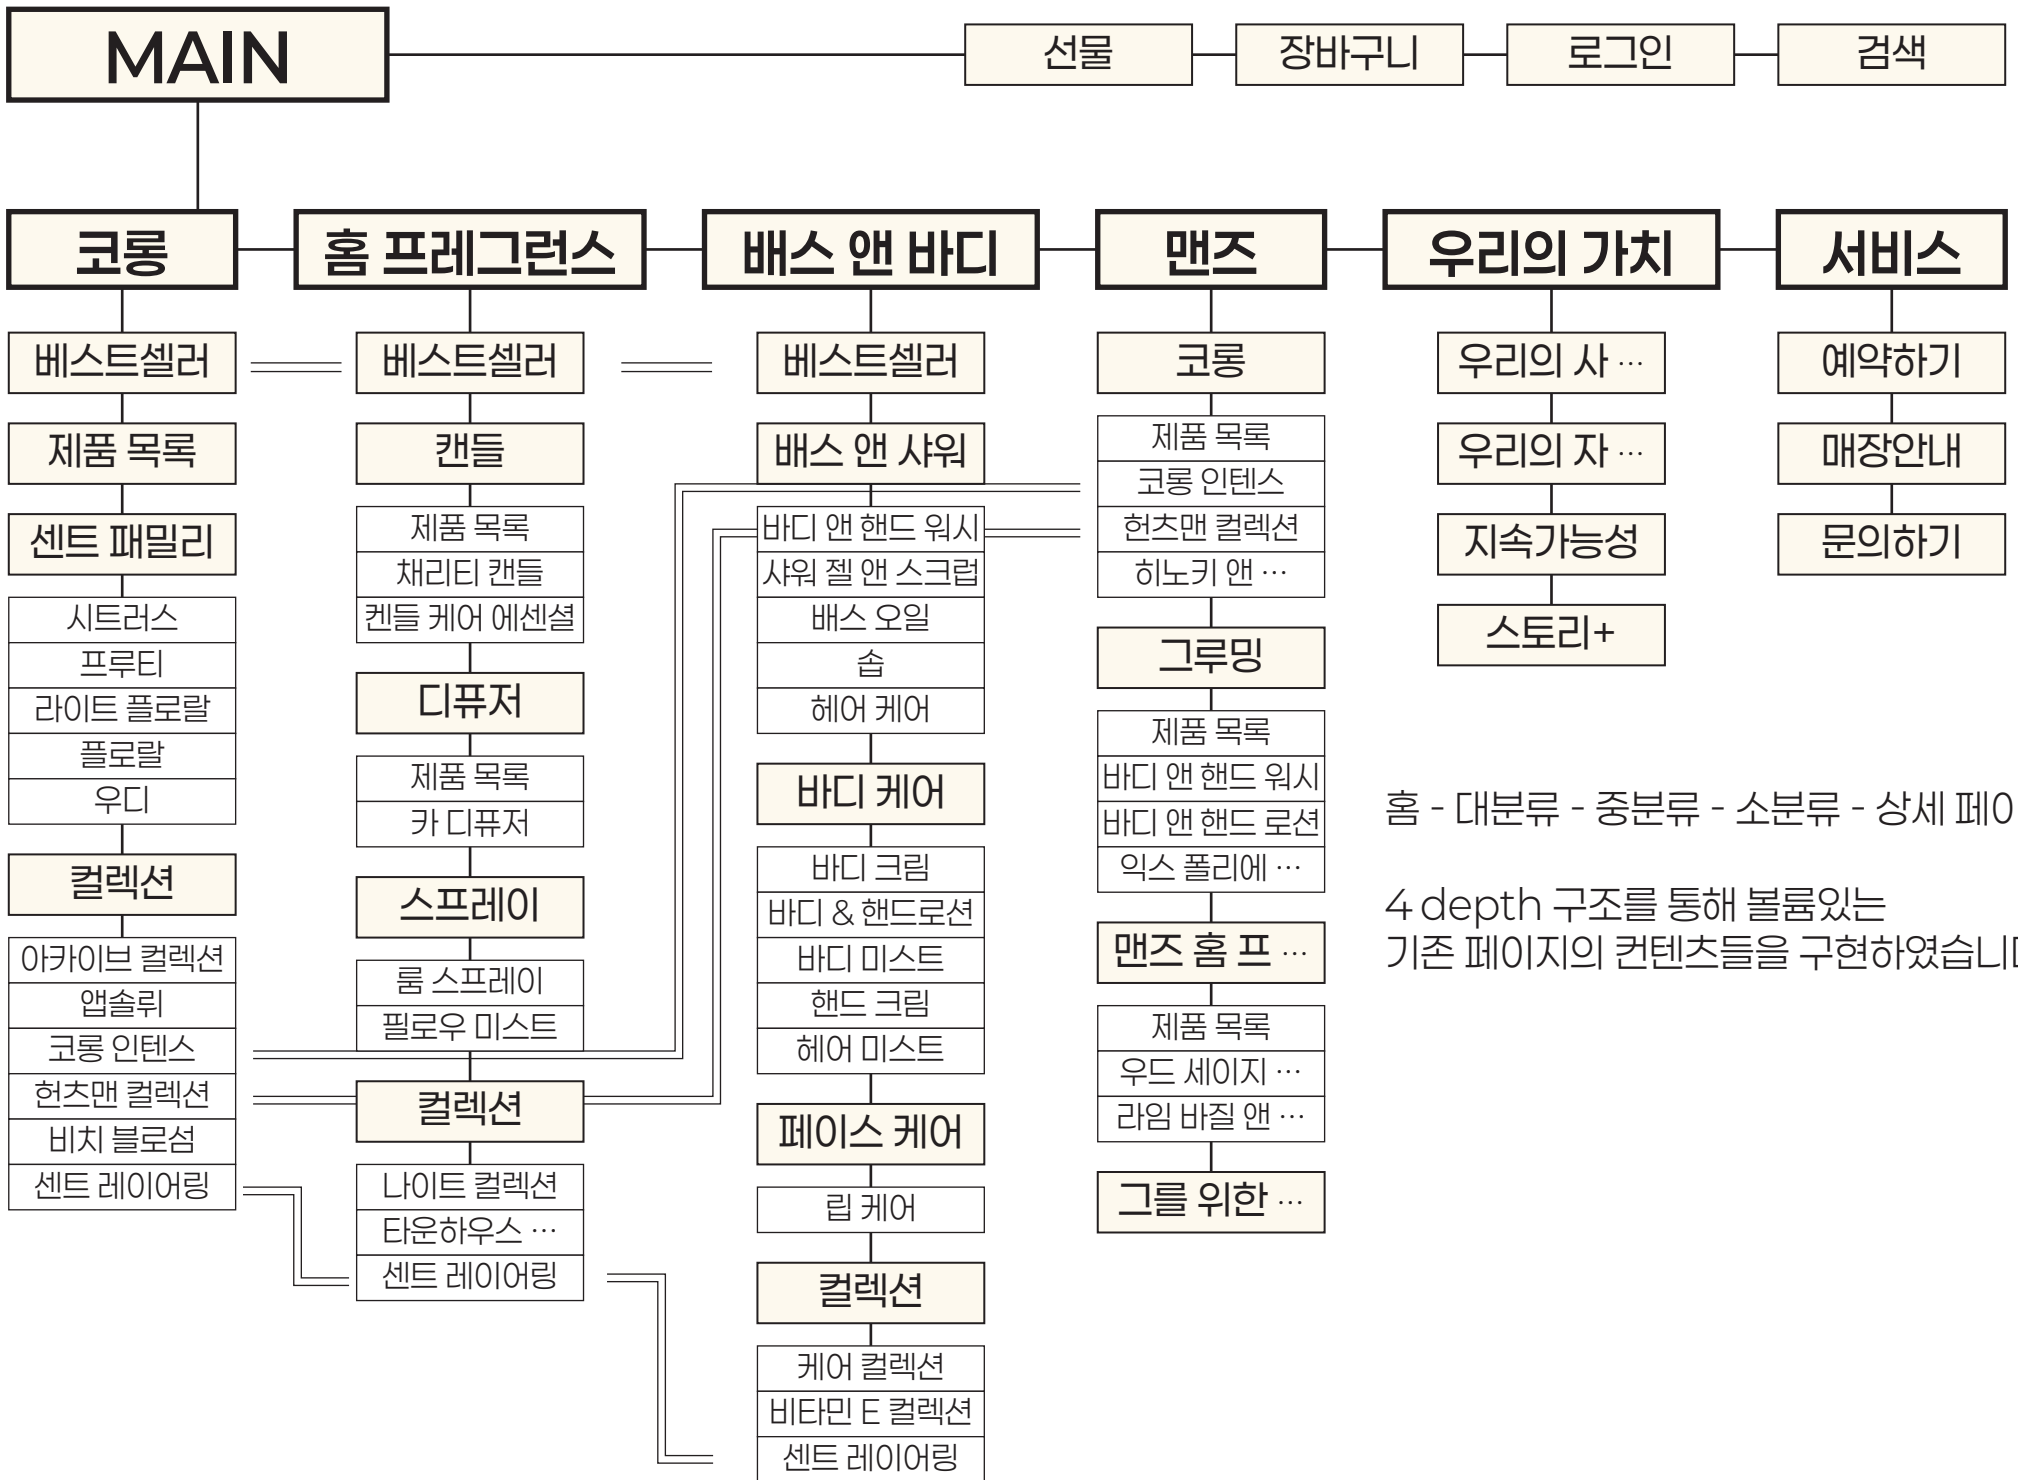 MAIN
선물
장바구니
로그인
검색
코롱
베스트셀러
제품 목록
센트 패밀리
시트러스
프루티
라이트 플로랄
플로랄
우디
컬렉션
아카이브 컬렉션
앱솔뤼
코롱 인텐스
헌츠맨 컬렉션
비치 블로섬
센트 레이어링
홈 프레그런스
베스트셀러
캔들
제품 목록
채리티 캔들
켄들 케어 에센셜
디퓨저
제품 목록
카 디퓨저
스프레이
룸 스프레이
필로우 미스트
컬렉션
나이트 컬렉션
타운하우스 …
센트 레이어링
배스 앤 바디
베스트셀러
배스 앤 샤워
바디 앤 핸드 워시
샤워 젤 앤 스크럽
배스 오일
솝
헤어 케어
바디 케어
바디 크림
바디 & 핸드로션
바디 미스트
핸드 크림
헤어 미스트
페이스 케어
립 케어
컬렉션
케어 컬렉션
비타민 E 컬렉션
센트 레이어링
맨즈
코롱
제품 목록
코롱 인텐스
헌츠맨 컬렉션
히노키 앤 …
그루밍
제품 목록
바디 앤 핸드 워시
바디 앤 핸드 로션
익스 폴리에 …
맨즈 홈 프 …
제품 목록
우드 세이지 …
라임 바질 앤 …
그를 위한 …
우리의 가치
우리의 사 …
우리의 자 …
지속가능성
스토리+
서비스
예약하기
매장안내
문의하기
홈 - 대분류 - 중분류 - 소분류 - 상세
4 depth 구조를 통해 볼륨있는
기존 페이지의 컨텐츠들을